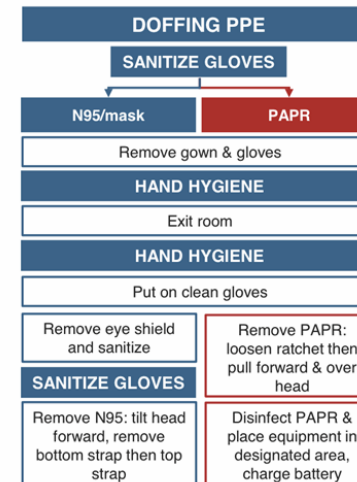 DOFFING PPE
SANITIZE GLOVES
N95/mask
PAPR
Remove gown & gloves
HAND HYGIENE
Exit room
HAND HYGIENE
Put on clean gloves
Remove eye shield
and sanitize
SANITIZE GLOVES
Remove N95: tilt head
forward, remove
bottom strap then top
strap
Remove PAPR:
loosen ratchet then
pull forward & over
head
Disinfect PAPR &
place equipment in
designated area,
charge battery